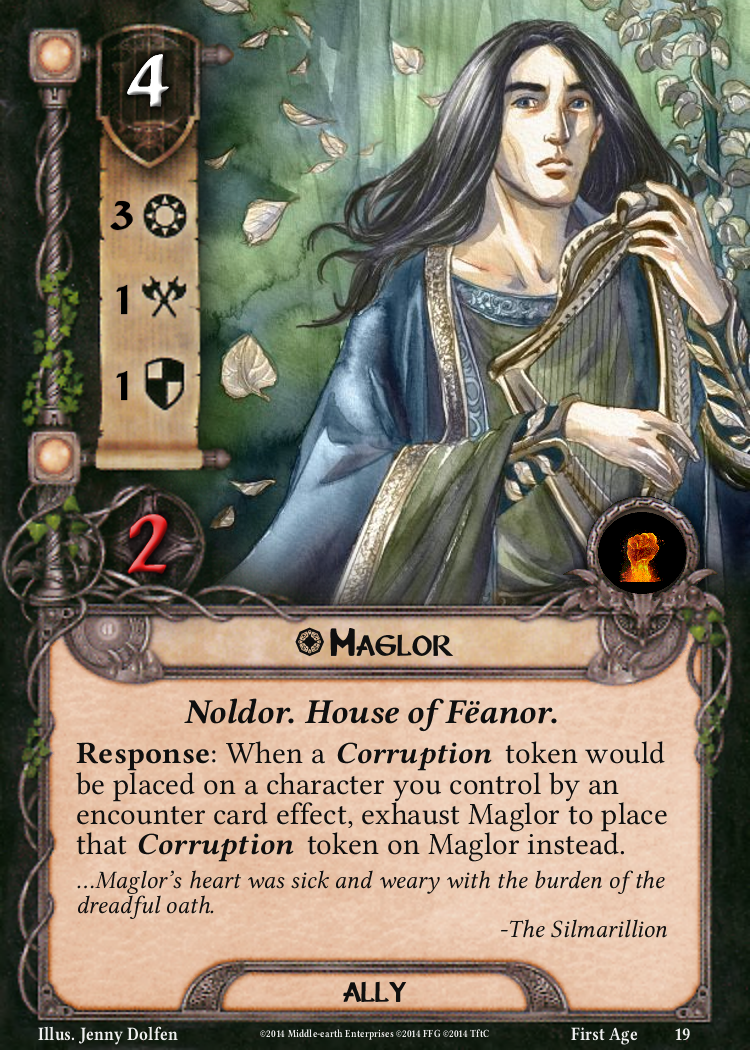 4
3
1
1
2
Maglor
Noldor. House of Fëanor.
Response: When a Corruption token would
be placed on a character you control by an
encounter card effect, exhaust Maglor to place
that Corruption token on Maglor instead.
...Maglor's heart was sick and weary with the burden of the
dreadful oath.
-The Silmarillion
ALLY
Illus. Jenny Dolfen ©2014 Middle-earth Enterprises ©2014 FFG ©2014 TftC First Age 19